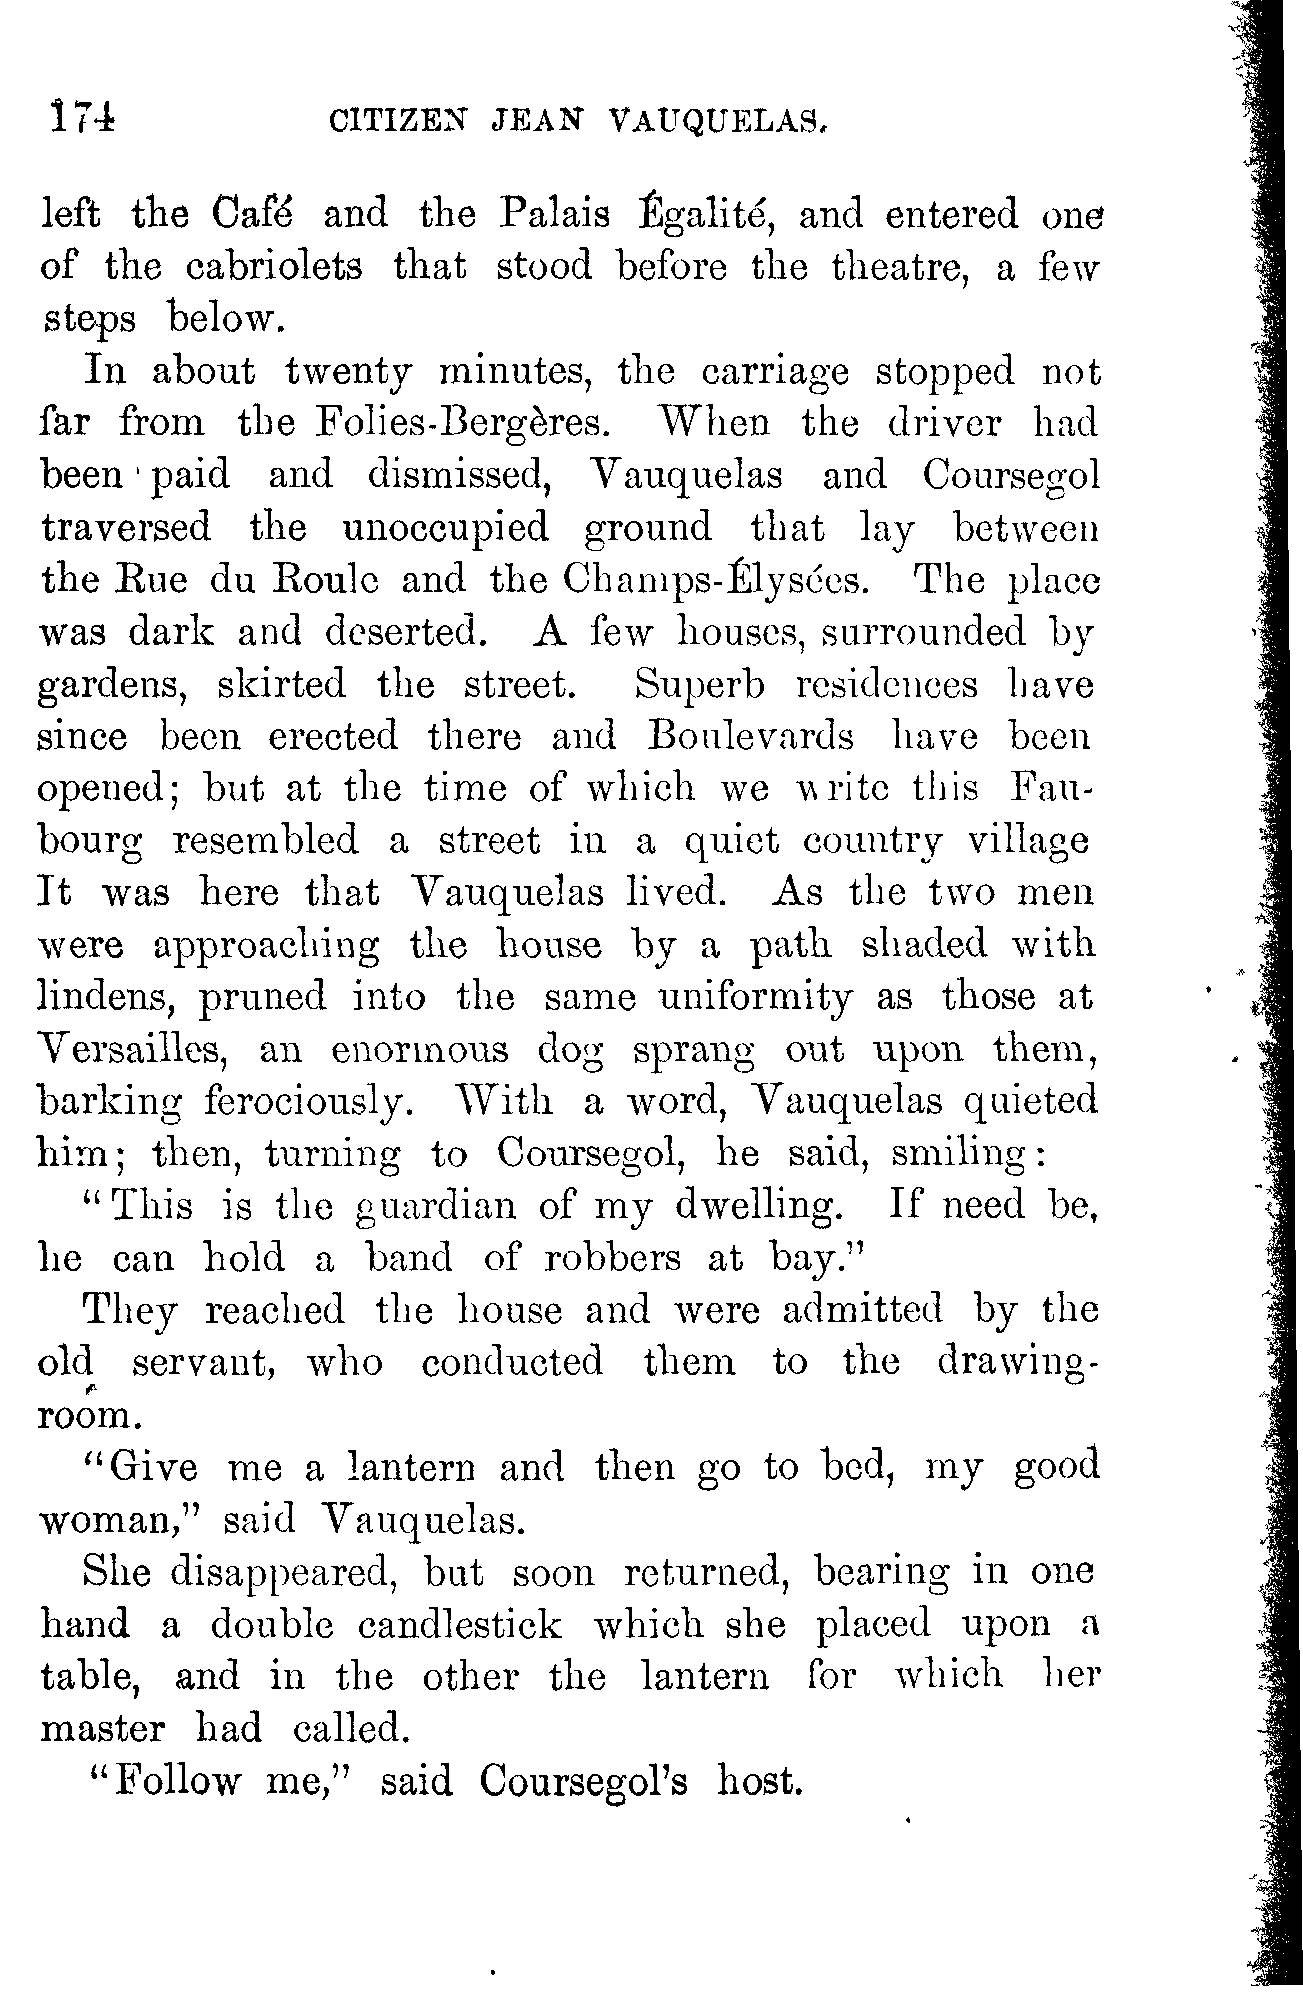 174 CITIZEN JEAN VAUQUELAS.
left the Café and the Palais Égalité, and entered one
of the cabriolets that stood before the theatre, a few
steps below.
In about twenty minutes, the carriage stopped not
far from the Folies-Bergères. When the driver had
been paid and dismissed, Vauquelas and Coursegol
traversed the unoccupied ground that lay between
the Rue du Roule and the Champs-Élysées. The place
was dark and deserted. A few houses, surrounded by
gardens, skirted the street. Superb residences have
since been erected there and Boulevards have been
opened; but at the time of which we write this Fau-
bourg resembled a street in a quiet country village
It was here that Vauquelas lived. As the two men
were approaching the house by a path shaded with
lindens, pruned into the same uniformity as those at
Versailles, an enormous dog sprang out upon them,
barking ferociously. With a word, Vauquelas quieted
him; then, turning to Coursegol, he said, smiling:
"This is the guardian of my dwelling. If need be,
he can hold a band of robbers at bay."
They reached the house and were admitted by the
old servant, who conducted them to the drawing-
room.
"Give me a lantern and then go to bed, my good
woman," said Vauquelas.
She disappeared, but soon returned, bearing in one
hand a double candlestick which she placed upon a
table, and in the other the lantern for which her
master had called.
"Follow me," said Coursegol's host.